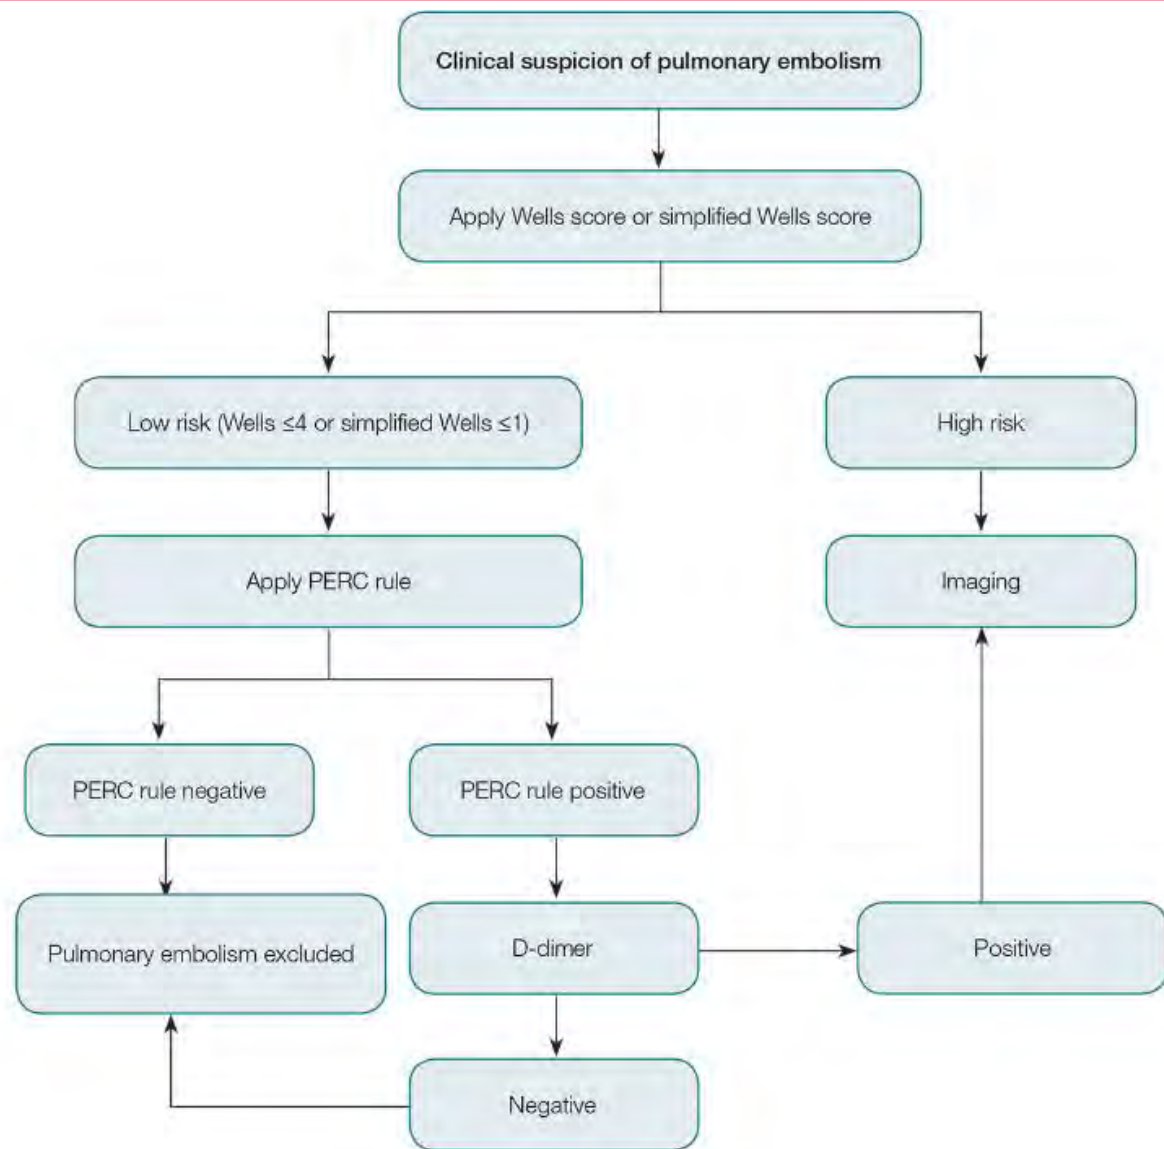 Clinical suspicion of pulmonary embolism
Apply Wells score or simplified Wells score
Low risk (Wells ≤4 or simplified Wells ≤1)
High risk
Apply PERC rule
Imaging
PERC rule negative
PERC rule positive
Pulmonary embolism excluded
D-dimer
Positive
Negative